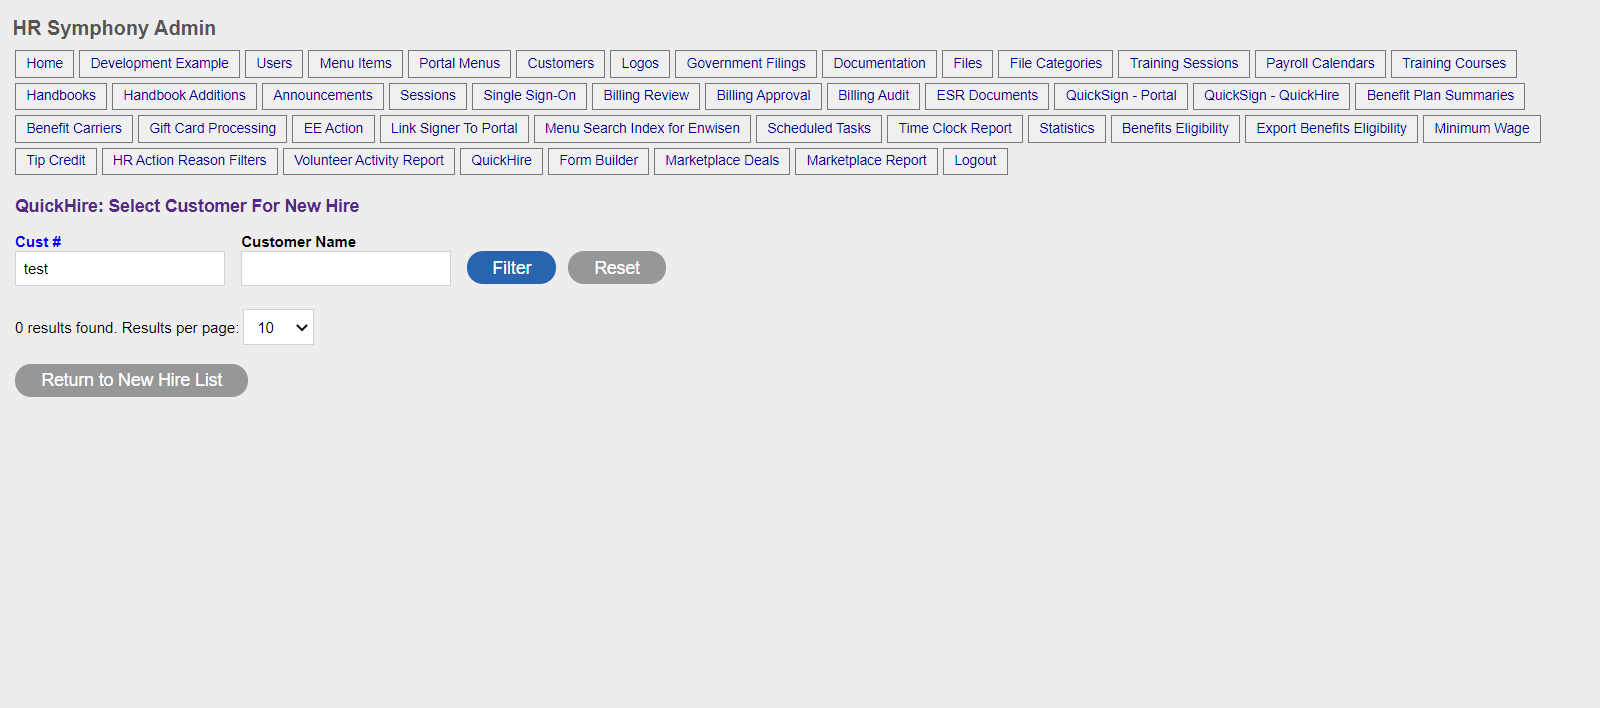 HR Symphony Admin
Home Development Example Users Menu Items Portal Menus Customers Logos Government Filings Documentation Files File Categories Training Sessions Payroll Calendars Training Courses
Handbooks Handbook Additions Announcements Sessions Single Sign-On Billing Review Billing Approval Billing Audit ESR Documents QuickSign - Portal QuickSign - QuickHire Benefit Plan Summaries
Benefit Carriers Gift Card Processing EE Action Link Signer To Portal Menu Search Index for Enwisen Scheduled Tasks Time Clock Report Statistics Benefits Eligibility Export Benefits Eligibility Minimum Wage
Tip Credit HR Action Reason Filters Volunteer Activity Report QuickHire Form Builder Marketplace Deals Marketplace Report Logout
QuickHire: Select Customer For New Hire
Cust # Customer Name
test Filter Reset
0 results found. Results per page: 10
Return to New Hire List